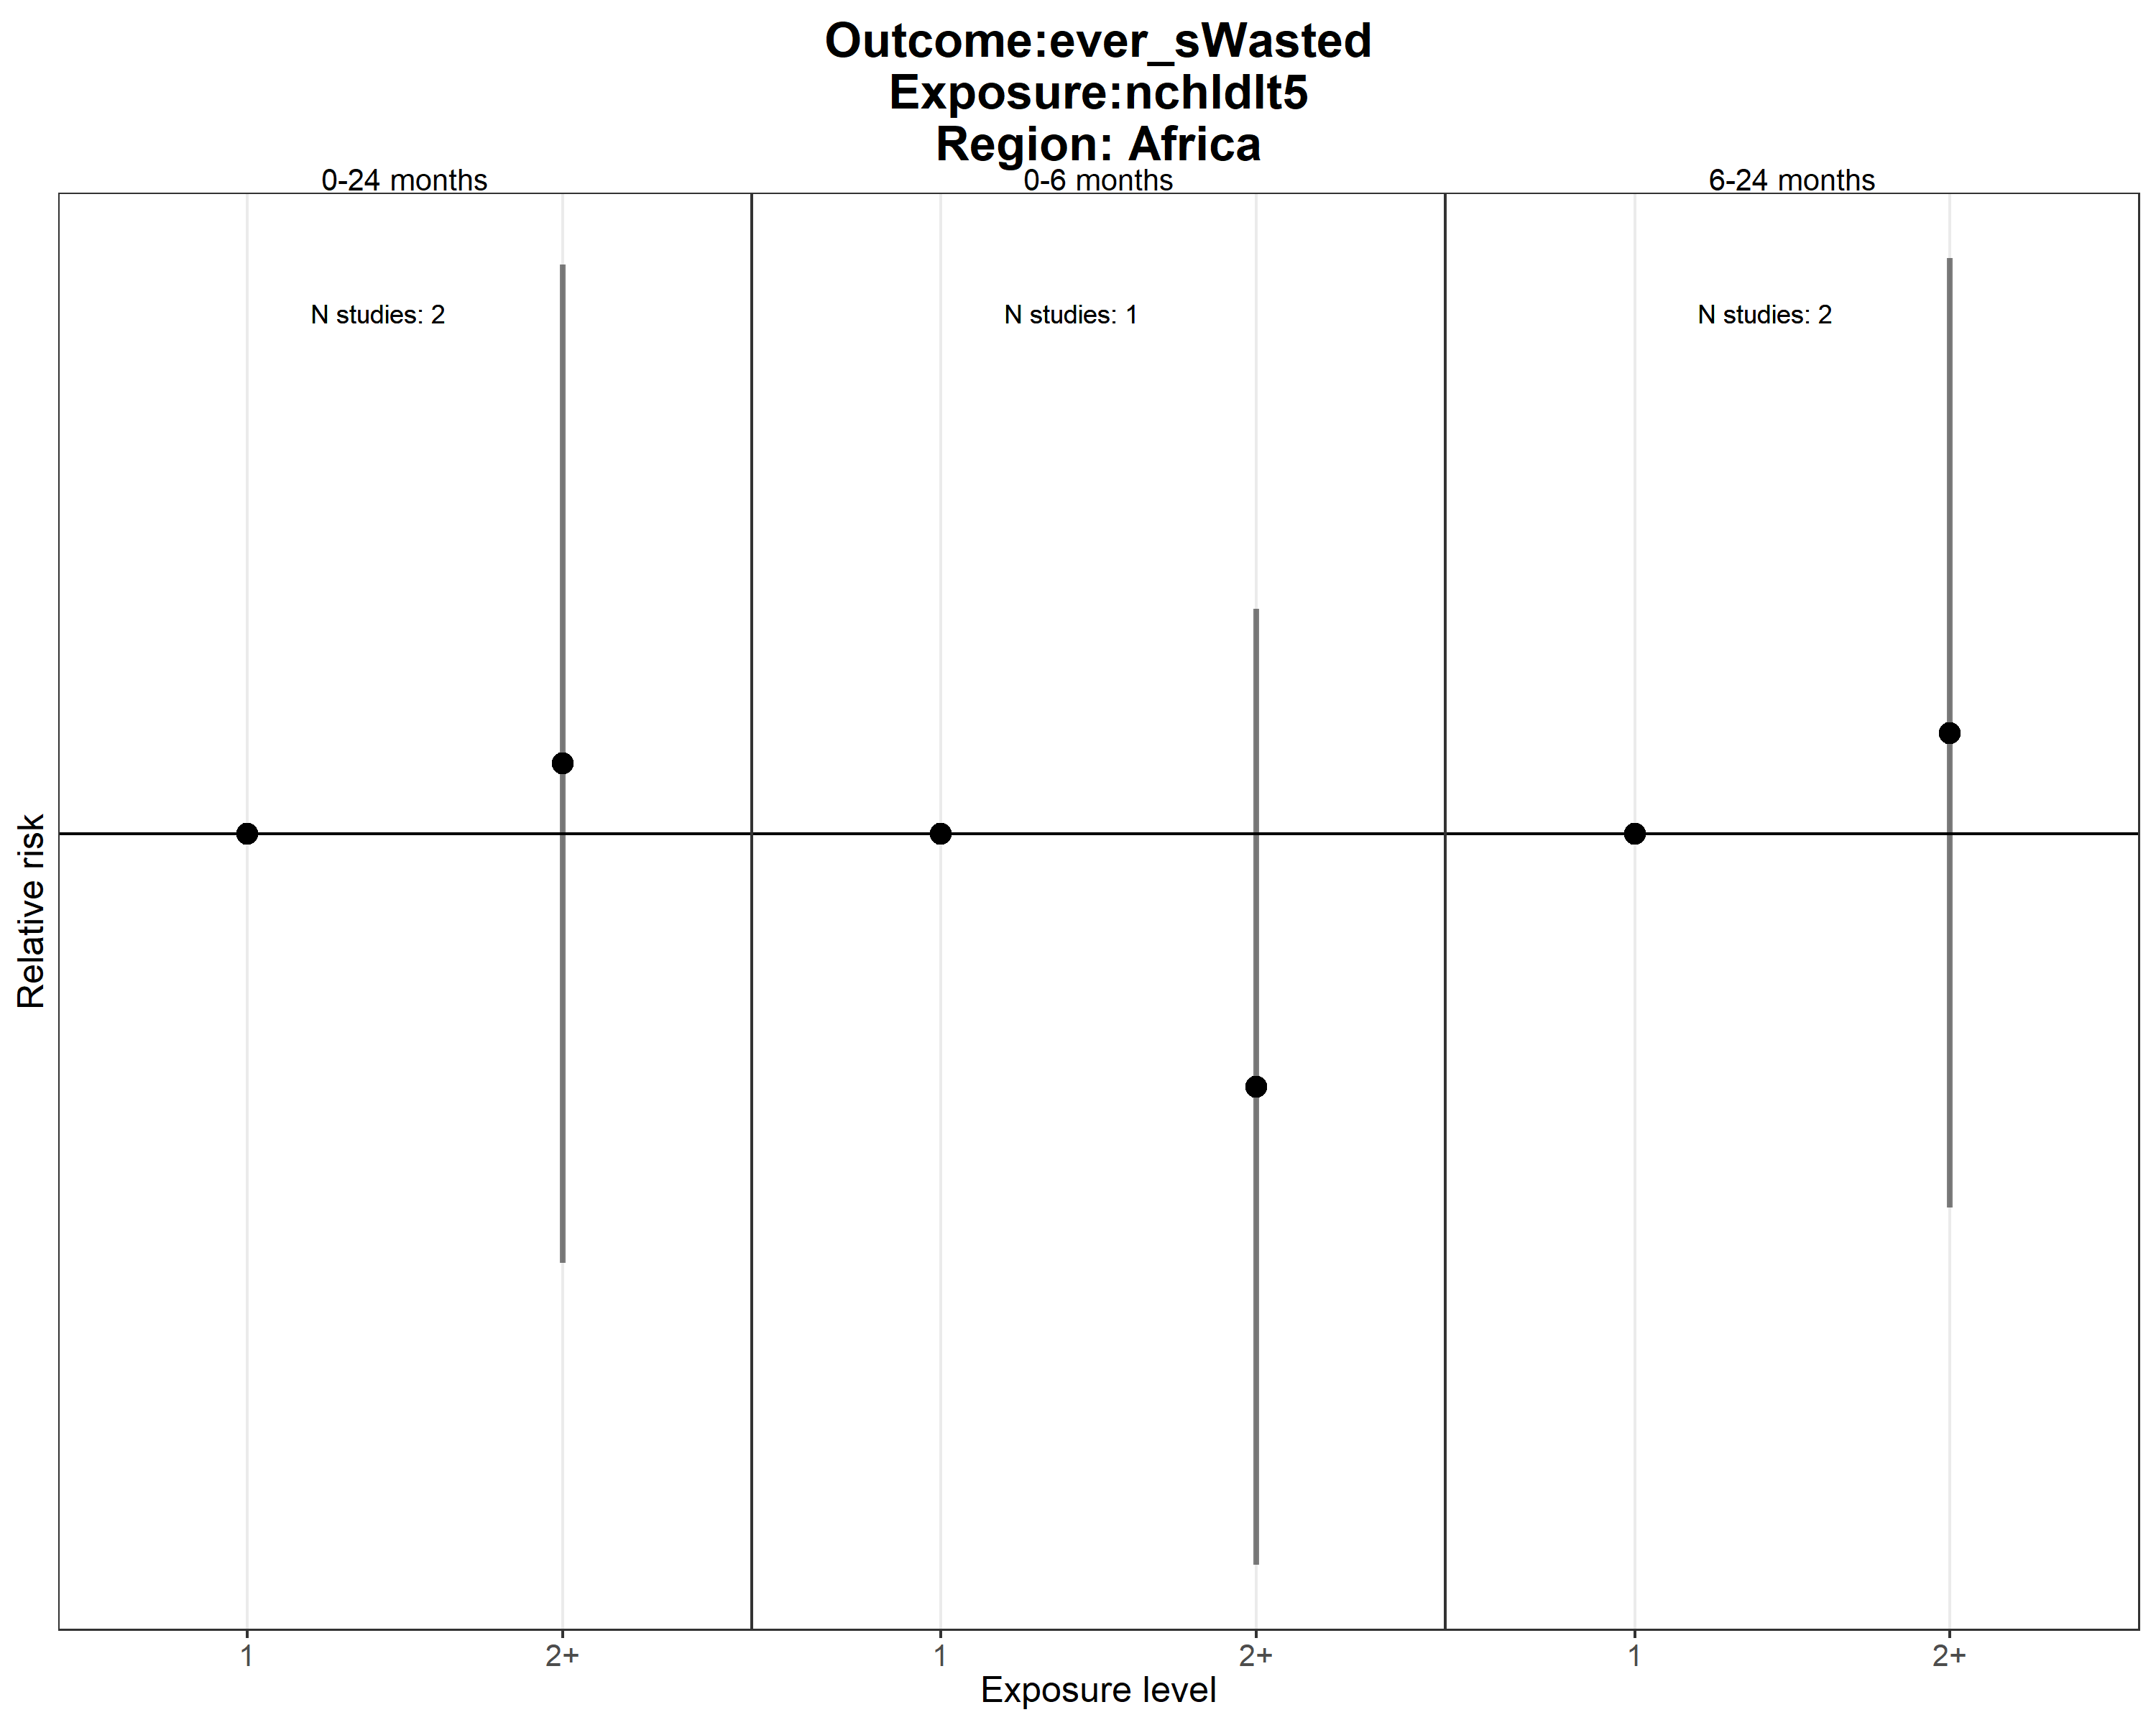 Outcome:ever_sWasted
Exposure:nchldlt5
Region: Africa
0-24 months
0-6 months
6-24 months
N studies: 2
N studies: 1
N studies: 2
Relative risk
1
2+
1
2+
1
2+
Exposure level